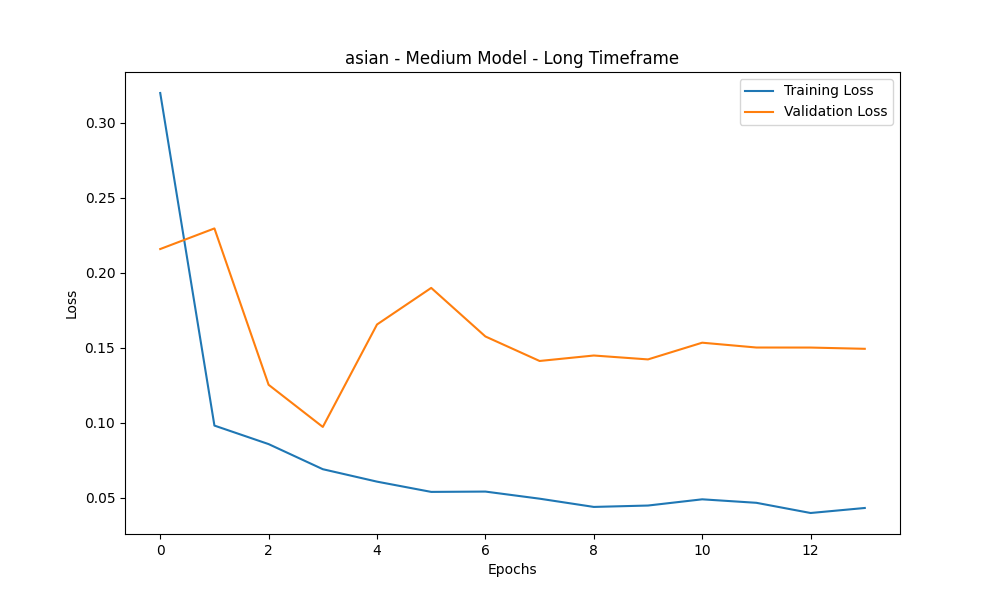 asian - Medium Model - Long Timeframe
Training Loss
Validation Loss
Loss
0.30
0.25
0.20
0.15
0.10
0.05
0 2 4 6 8 10 12
Epochs